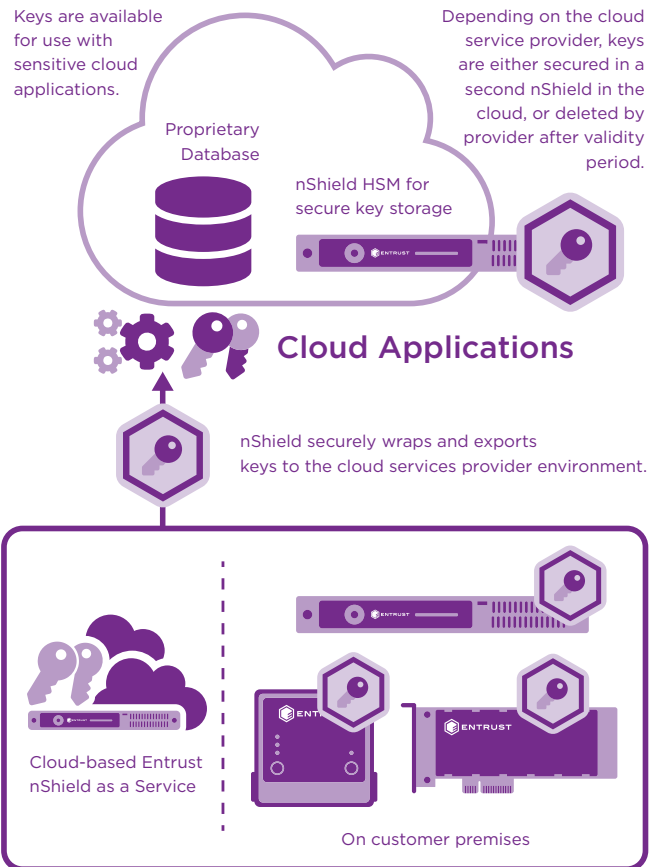 Keys are available
for use with
sensitive cloud
applications.
Depending on the cloud
service provider, keys
are either secured in a
second nShield in the
cloud, or deleted by
provider after validity
period.
Proprietary
Database
nShield HSM for
secure key storage
ENTRUST
Cloud Applications
nShield securely wraps and exports
keys to the cloud services provider environment.
ENTRUST
ENTRUST
Cloud-based Entrust
nShield as a Service
ENT
ENTRUST
On customer premises